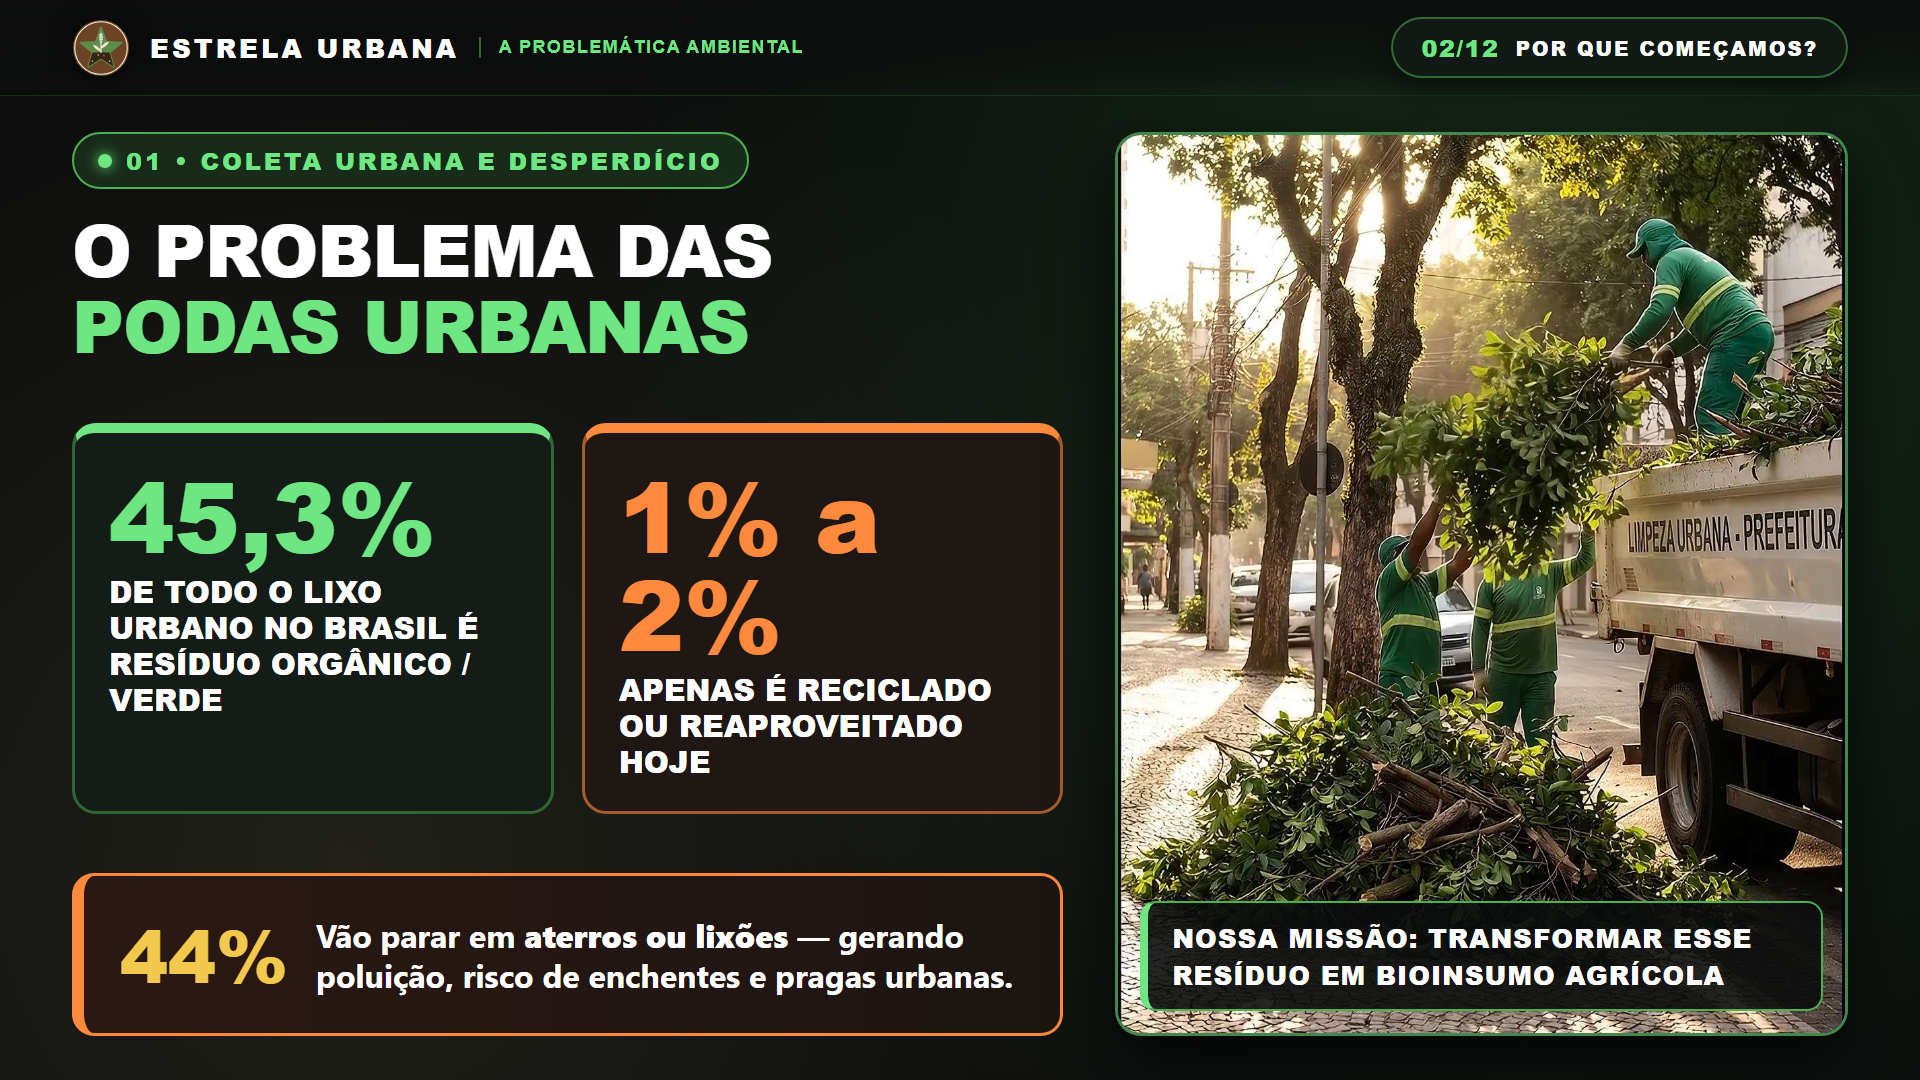 ESTRELA URBANA
A PROBLEMÁTICA AMBIENTAL
02/12 POR QUE COMEÇAMOS?
01 • COLETA URBANA E DESPERDÍCIO
O PROBLEMA DAS
PODAS URBANAS
45,3%
DE TODO O LIXO
URBANO NO BRASIL É
RESÍDUO ORGÂNICO /
VERDE
1% a
2%
APENAS É RECICLADO
OU REAPROVEITADO
HOJE
44%
Vão parar em aterros ou lixões — gerando
poluição, risco de enchentes e pragas urbanas.
LIMPEZA URBANA - PREFEITURA
NOSSA MISSÃO: TRANSFORMAR ESSE
RESÍDUO EM BIOINSUMO AGRÍCOLA